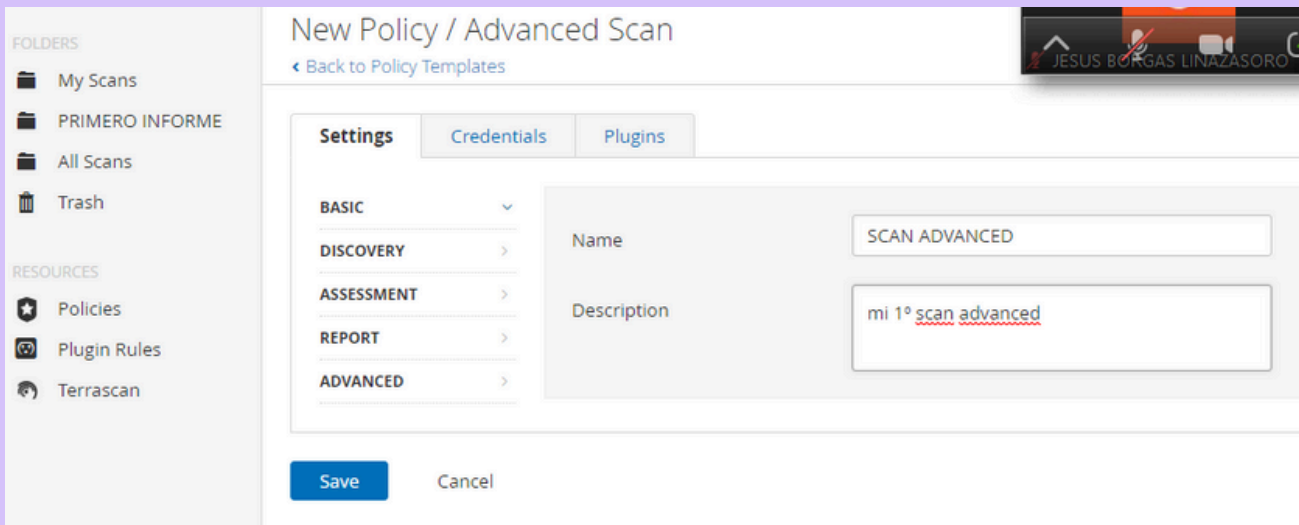 New Policy / Advanced Scan
‹ Back to Policy Templates
JESUS BORGAS LINAZASORO
FOLDERS
My Scans
PRIMERO INFORME
All Scans
Trash
RESOURCES
Policies
Plugin Rules
Terrascan
Settings
Credentials
Plugins
BASIC
DISCOVERY
ASSESSMENT
REPORT
ADVANCED
Name
SCAN ADVANCED
Description
mi 1º scan advanced
Save
Cancel